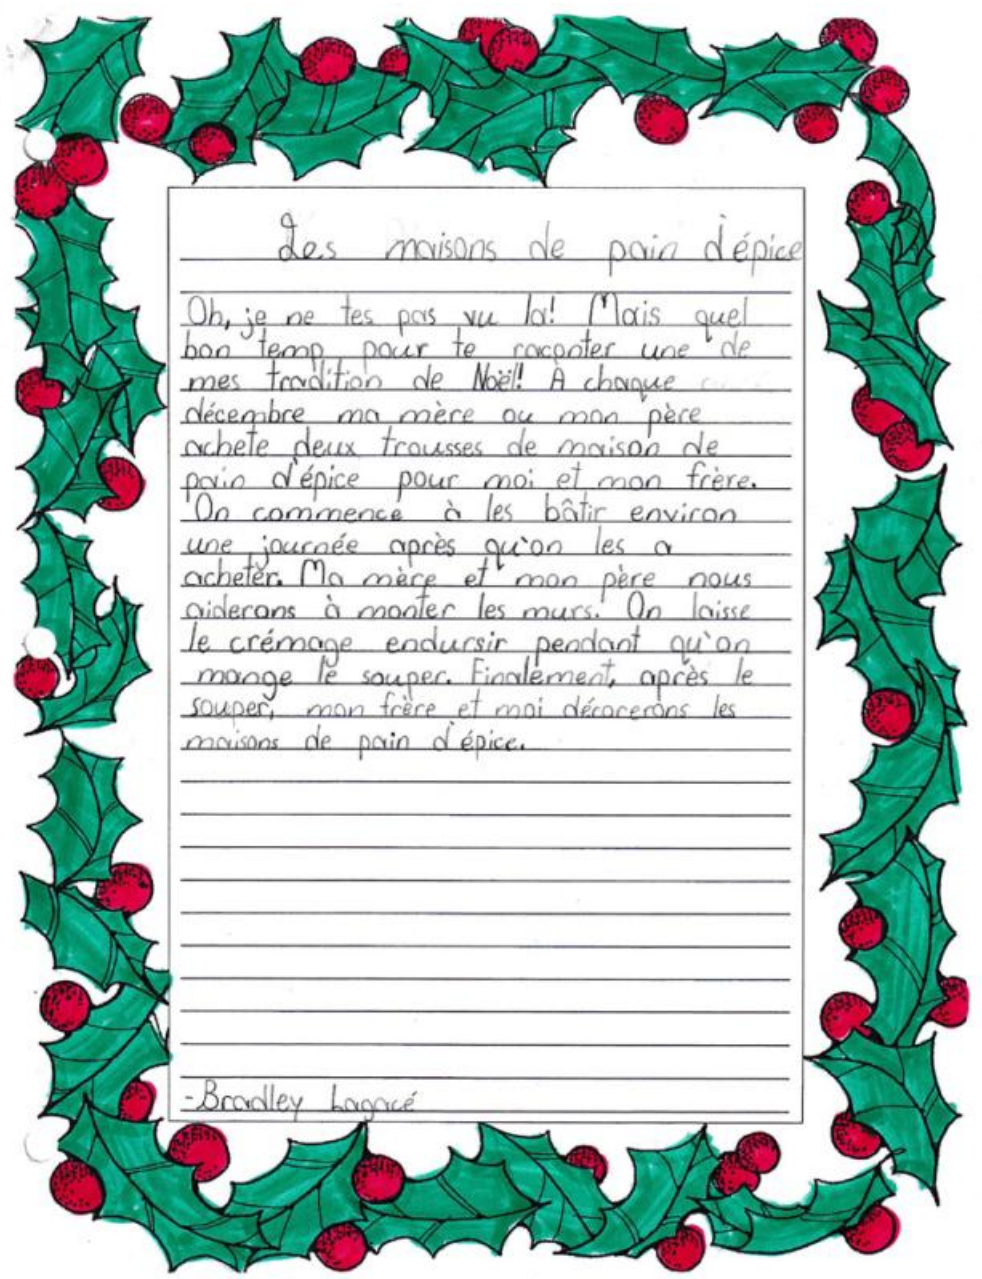 Les maisons de pain d'épice
Oh, je ne tes pas vu la! Mais quel
bon temp pour te raconter une de
mes tradition de Noël! A chaque
décembre ma mère ou mon père
achete deux trousses de maison de
pain d'épice pour moi et mon frère.
On commence à les bâtir environ
une journée après qu'on les a
acheter. Ma mère et mon père nous
aiderons à monter les murs. On laisse
le crémage endursir pendant qu'on
mange le souper. Finalement, après le
souper, mon frère et moi décorerons les
maisons de pain d'épice.
-Bradley Lagacé